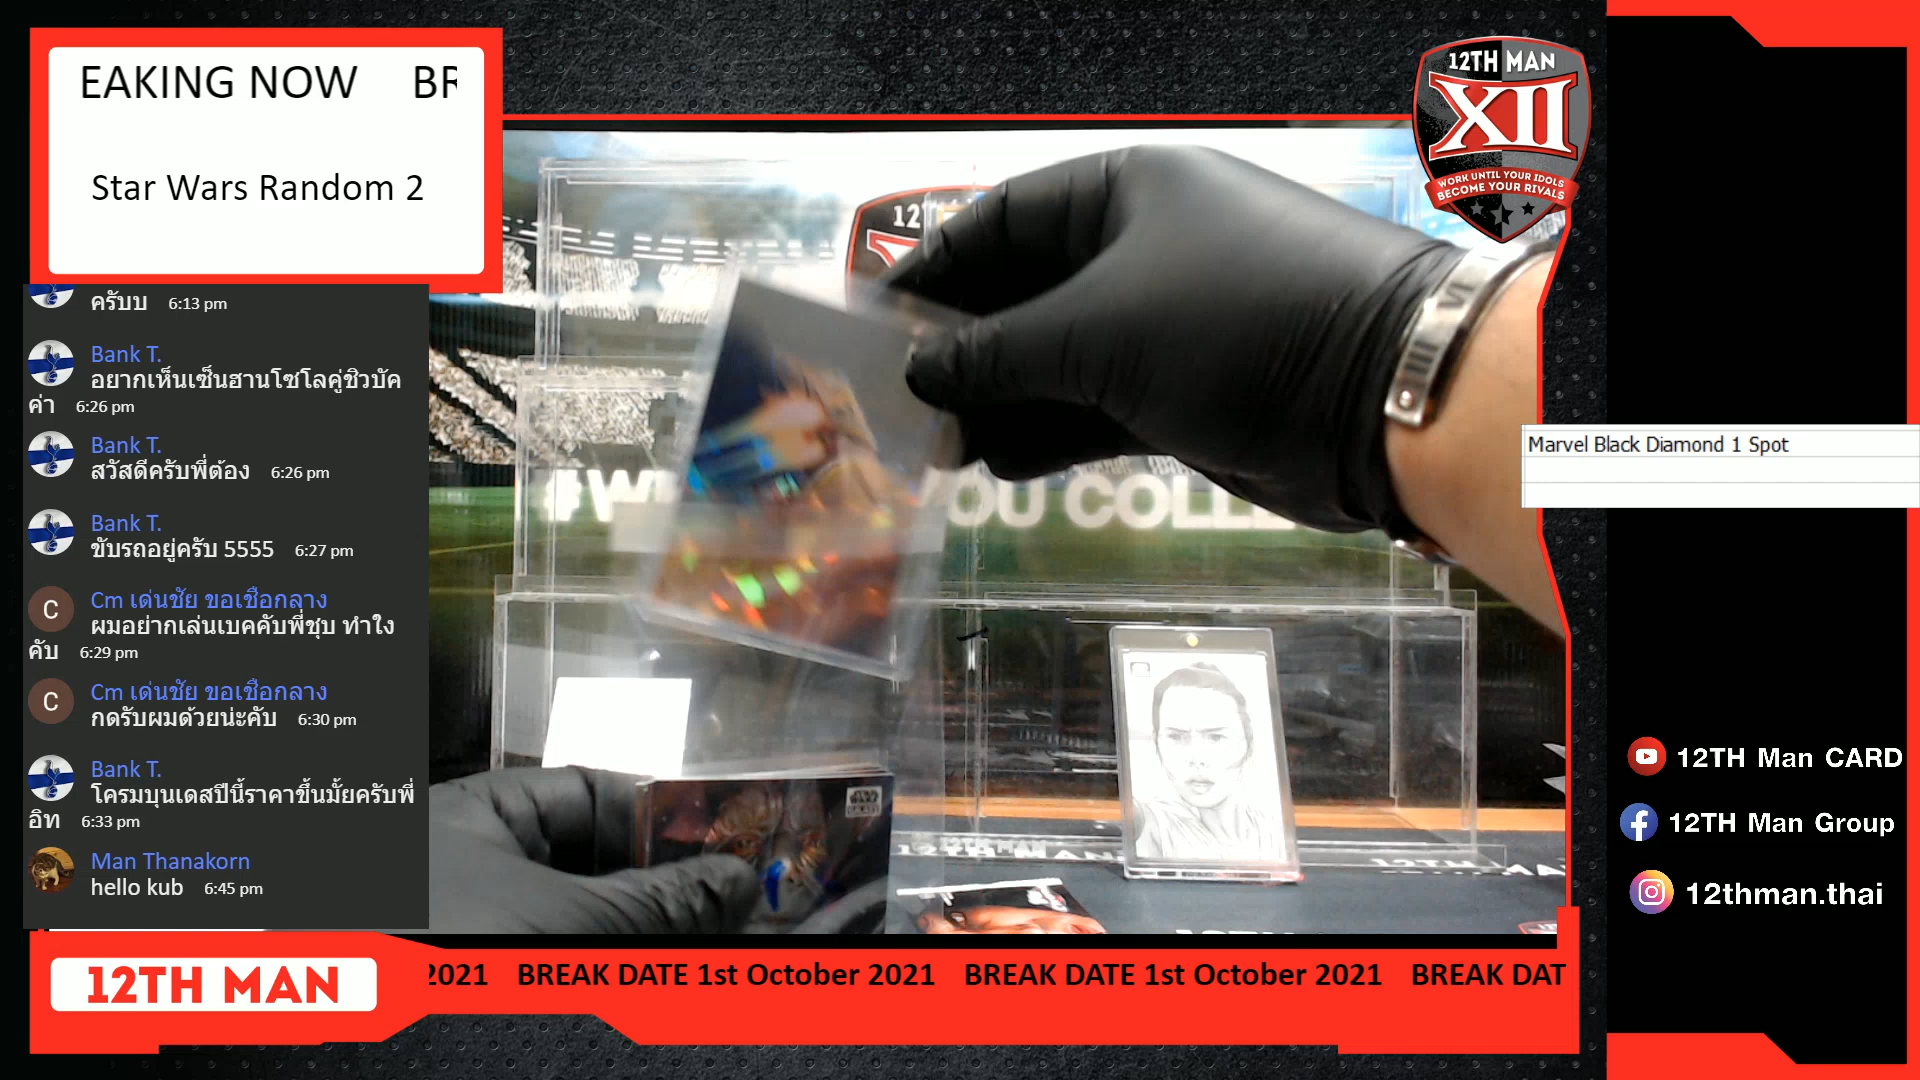 EAKING NOW BR
Star Wars Random 2
ครับบ 6:13 pm
Bank T.
อยากเห็นเซ็นฮานโซโลคู่ชิวบัค
ค่า 6:26 pm
Bank T.
สวัสดีครับพี่ต้อง 6:26 pm
Bank T.
ขับรถอยู่ครับ 5555 6:27 pm
C
Cm เด่นชัย ขอเชือกลาง
ผมอย่ากเล่นเบคคับพี่ชุบ ทำใง
คับ 6:29 pm
C
Cm เด่นชัย ขอเชือกลาง
กดรับผมด้วยน่ะคับ 6:30 pm
Bank T.
โครมบุนเดสปีนี้ราคาขึ้นมั้ยครับพี่
อิท 6:33 pm
Man Thanakorn
hello kub 6:45 pm
12TH MAN
2021 BREAK DATE 1st October 2021 BREAK DATE 1st October 2021 BREAK DAT
12TH MAN
XII
WORK UNTIL YOUR IDOLS
BECOME YOUR RIVALS
12
#W YOU COLL
VI
STAR WARS
12TH MAN
Marvel Black Diamond 1 Spot
12TH Man CARD
12TH Man Group
12thman.thai